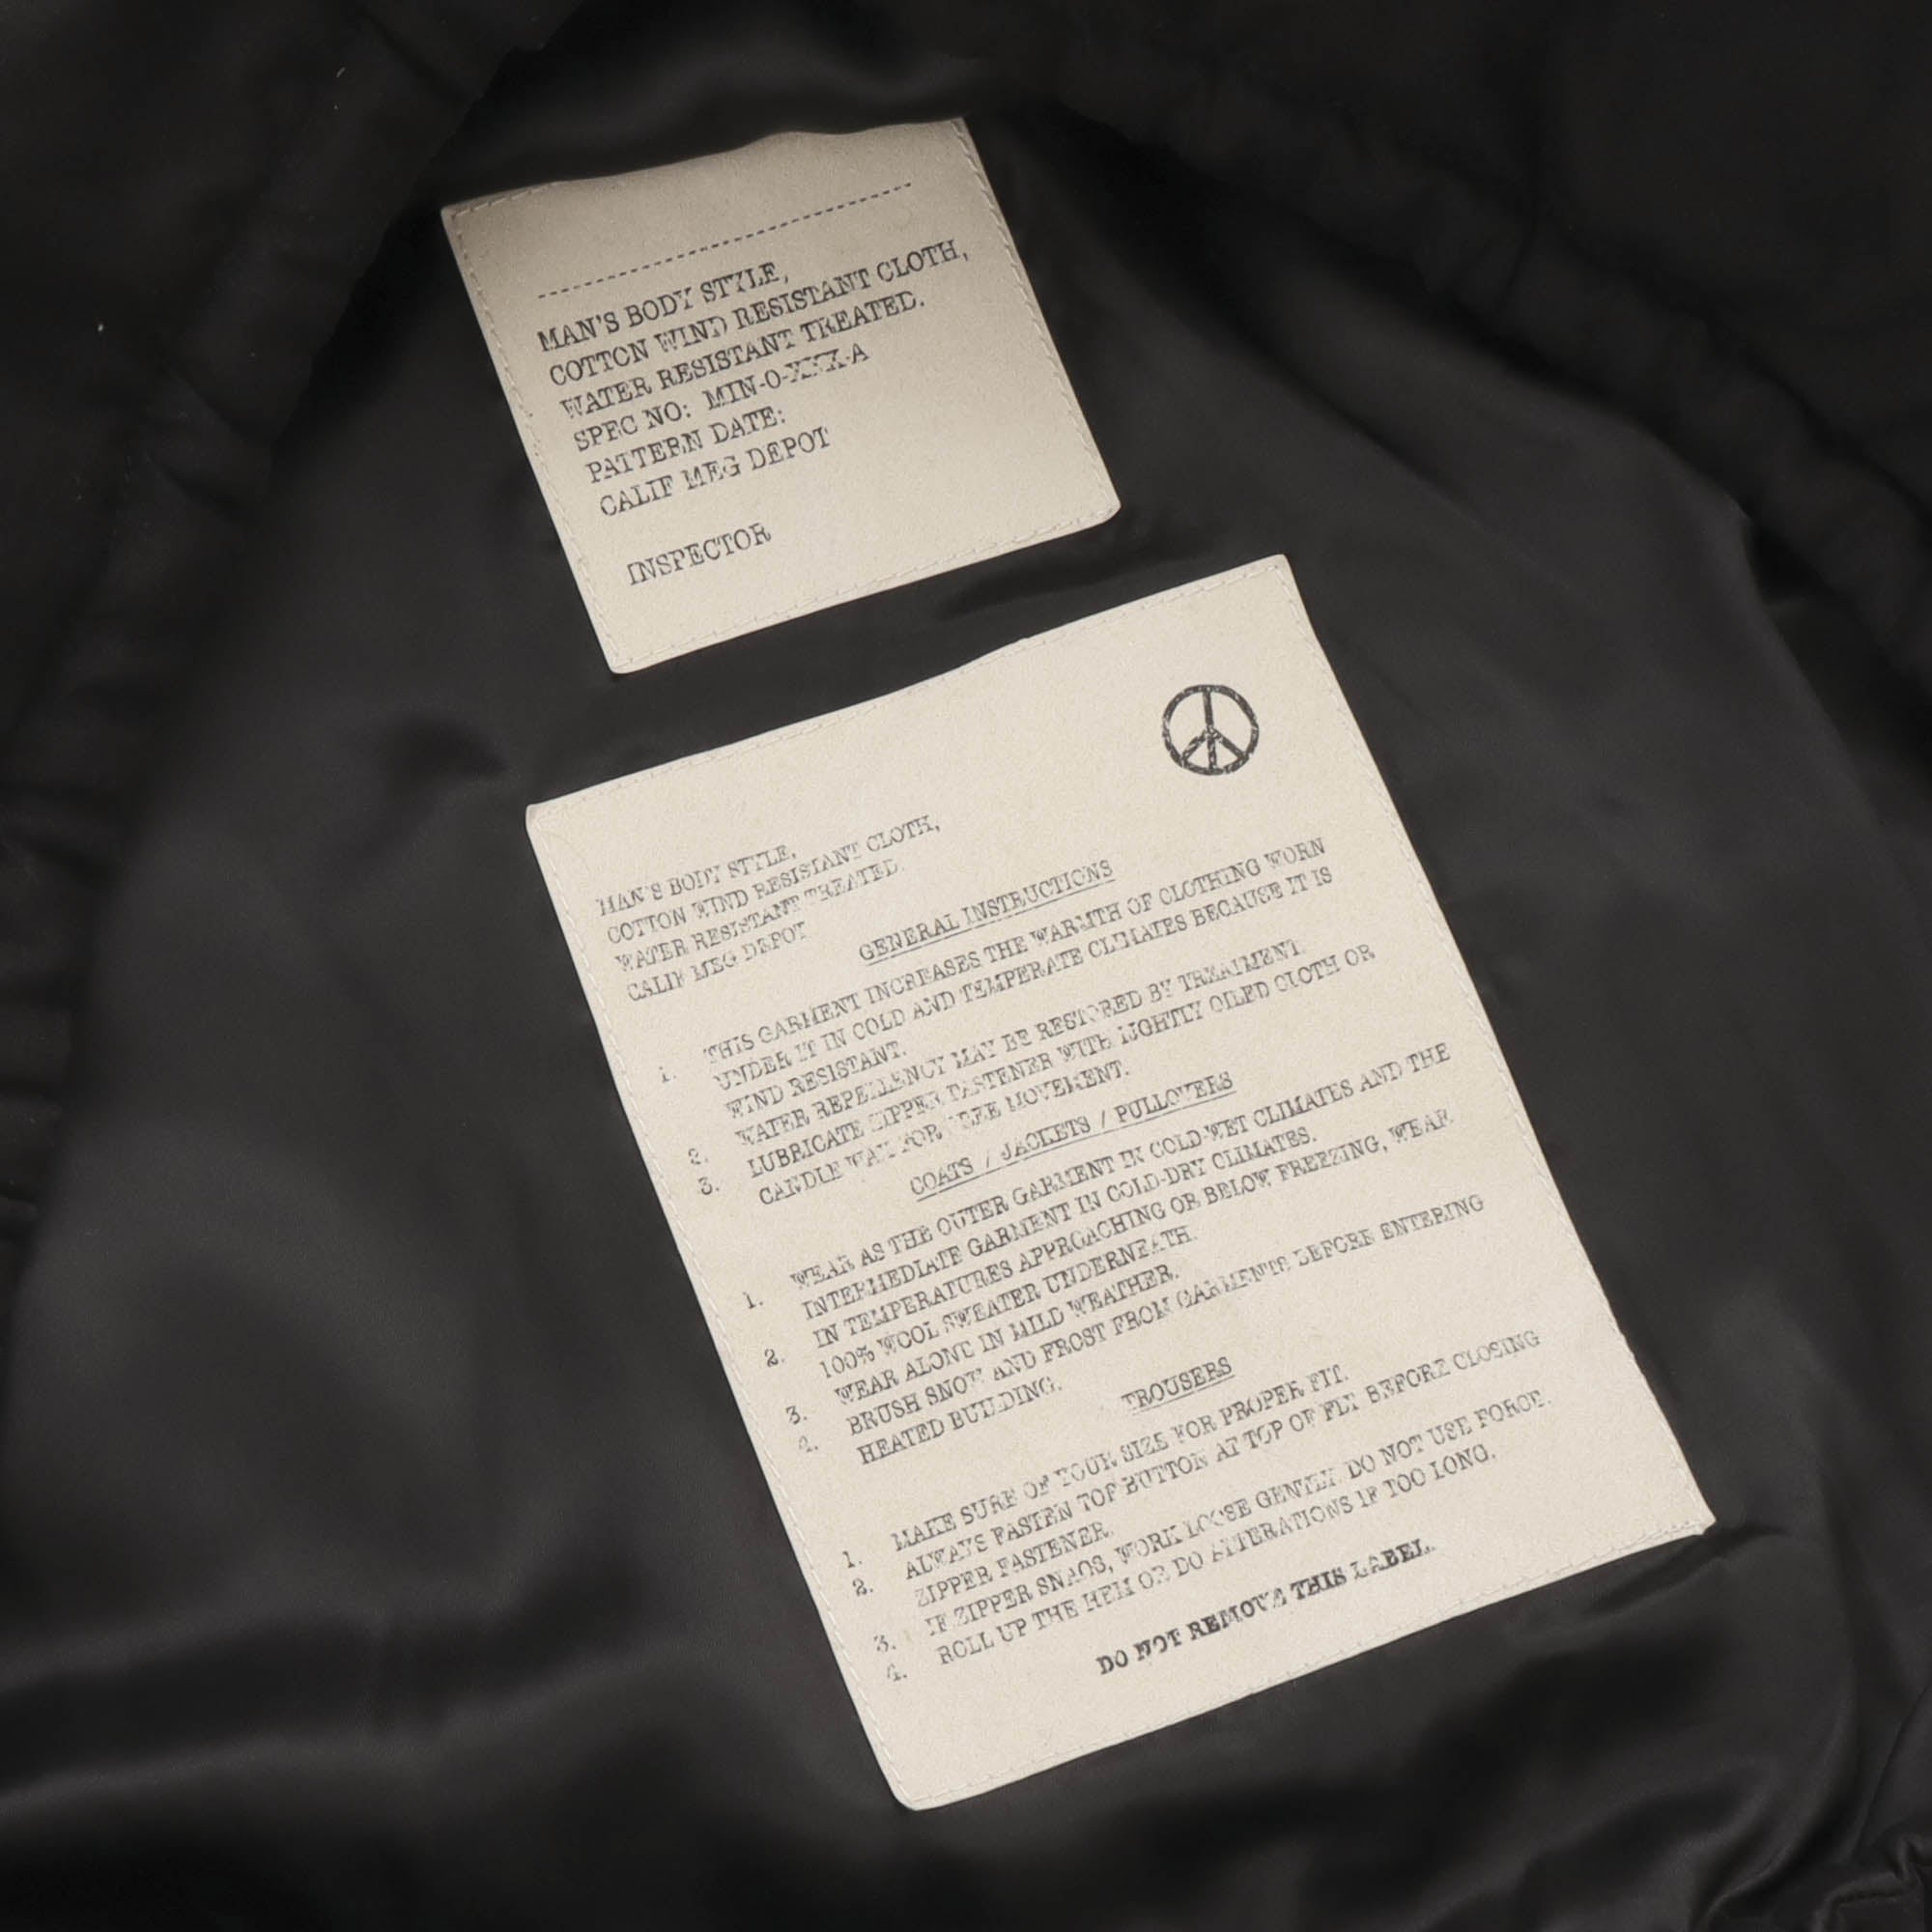 MAN'S BODY STYLE,
COTTON WIND RESISTANT CLOTH,
WATER RESISTANT TREATED.
SPEC NO: MIN-O-XXX-A
PATTERN DATE:
CALIF MEG DEPOT
INSPECTOR
MAN'S BODY STYLE,
COTTON WIND RESISTANT CLOTH,
WATER RESISTANT TREATED.
CALIF MEG DEPOT
GENERAL INSTRUCTIONS
1. THIS GARMENT INCREASES THE WARMTH OF CLOTHING WORN
UNDER IT IN COLD AND TEMPERATE CLIMATES BECAUSE IT IS
WIND RESISTANT.
2. WATER REPELLENCY MAY BE RESTORED BY TREATMENT.
3. LUBRICATE ZIPPER FASTENER WITH LIGHTLY OILED CLOTH OR
CANDLE WAX FOR FREE MOVEMENT.
COATS / JACKETS / PULLOVERS
1. WEAR AS THE OUTER GARMENT IN COLD-WET CLIMATES AND THE
INTERMEDIATE GARMENT IN COLD-DRY CLIMATES.
2. IN TEMPERATURES APPROACHING OR BELOW FREEZING, WEAR
100% WOOL SWEATER UNDERNEATH.
3. WEAR ALONE IN MILD WEATHER.
4. BRUSH SNOW AND FROST FROM GARMENTS BEFORE ENTERING
HEATED BUILDING.
TROUSERS
1. MAKE SURE OF YOUR SIZE FOR PROPER FIT.
2. ALWAYS FASTEN TOP BUTTON AT TOP OF FLY BEFORE CLOSING
ZIPPER FASTENER.
3. IF ZIPPER SNAGS, WORK LOOSE GENTLY. DO NOT USE FORCE.
4. ROLL UP THE HEM OR DO ALTERATIONS IF TOO LONG.
DO NOT REMOVE THIS LABEL.